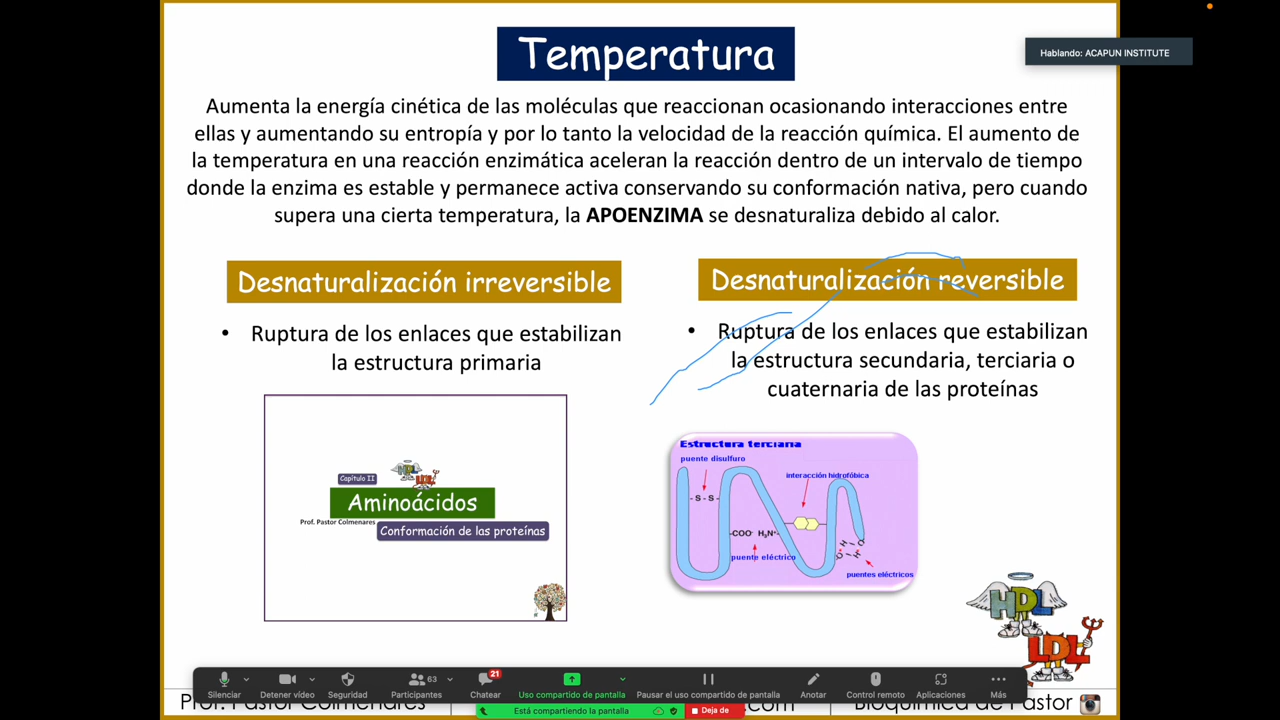 Temperatura
Hablando: ACAPUN INSTITUTE
Aumenta la energía cinética de las moléculas que reaccionan ocasionando interacciones entre
ellas y aumentando su entropía y por lo tanto la velocidad de la reacción química. El aumento de
la temperatura en una reacción enzimática aceleran la reacción dentro de un intervalo de tiempo
donde la enzima es estable y permanece activa conservando su conformación nativa, pero cuando
supera una cierta temperatura, la APOENZIMA se desnaturaliza debido al calor.
Desnaturalización irreversible
• Ruptura de los enlaces que estabilizan
la estructura primaria
Capítulo II
HDL
LDL
Aminoácidos
Prof. Pastor Colmenares
Conformación de las proteínas
Desnaturalización reversible
• Ruptura de los enlaces que estabilizan
la estructura secundaria, terciaria o
cuaternaria de las proteínas
Estructura terciaria
puente disulfuro
interacción hidrofóbica
-S-S-
-COO⁻ H₃N⁺-
puente eléctrico
H O
O H
puentes eléctricos
HDL
LDL
63
21
Silenciar
Detener vídeo
Seguridad
Participantes
Chatear
Uso compartido de pantalla
Pausar el uso compartido de pantalla
Anotar
Control remoto
Aplicaciones
Más
Está compartiendo la pantalla
Deja de
Prof. Pastor Colmenares
.com
Bioquímica de Pastor